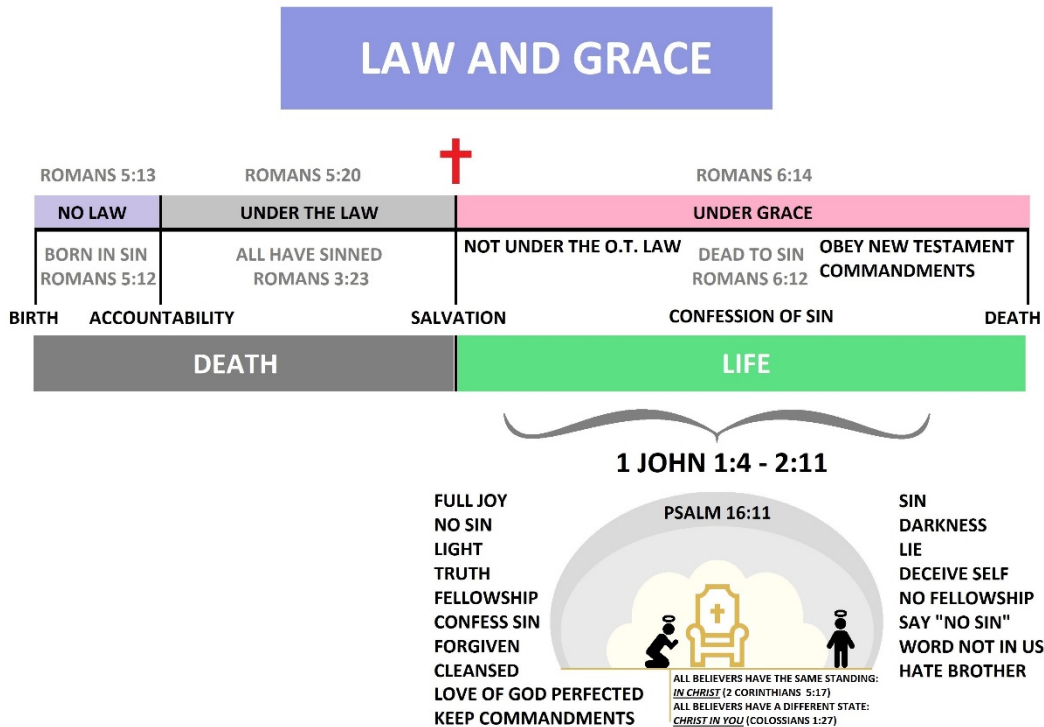 LAW AND GRACE
ROMANS 5:13
ROMANS 5:20
ROMANS 6:14
NO LAW
UNDER THE LAW
UNDER GRACE
BORN IN SIN
ROMANS 5:12
ALL HAVE SINNED
ROMANS 3:23
NOT UNDER THE O.T. LAW
DEAD TO SIN
ROMANS 6:12
OBEY NEW TESTAMENT
COMMANDMENTS
BIRTH
ACCOUNTABILITY
SALVATION
CONFESSION OF SIN
DEATH
DEATH
LIFE
1 JOHN 1:4 - 2:11
FULL JOY
NO SIN
LIGHT
TRUTH
FELLOWSHIP
CONFESS SIN
FORGIVEN
CLEANSED
LOVE OF GOD PERFECTED
KEEP COMMANDMENTS
PSALM 16:11
ALL BELIEVERS HAVE THE SAME STANDING:
IN CHRIST (2 CORINTHIANS 5:17)
ALL BELIEVERS HAVE A DIFFERENT STATE:
CHRIST IN YOU (COLOSSIANS 1:27)
SIN
DARKNESS
LIE
DECEIVE SELF
NO FELLOWSHIP
SAY "NO SIN"
WORD NOT IN US
HATE BROTHER